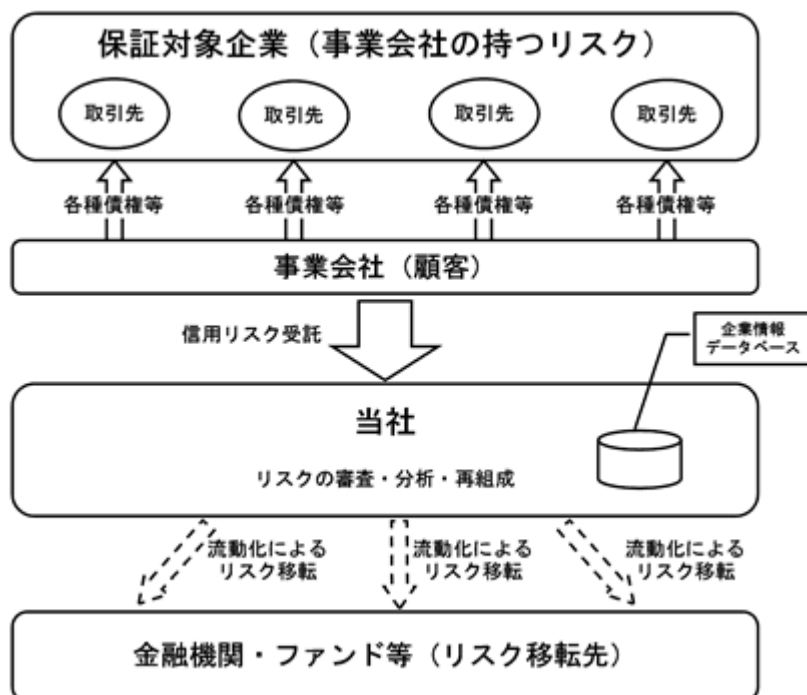 保証対象企業（事業会社の持つリスク）
取引先
取引先
取引先
取引先
各種債権等
各種債権等
各種債権等
各種債権等
事業会社（顧客）
信用リスク受託
企業情報
データベース
当社
リスクの審査・分析・再組成
流動化による
リスク移転
流動化による
リスク移転
流動化による
リスク移転
金融機関・ファンド等（リスク移転先）